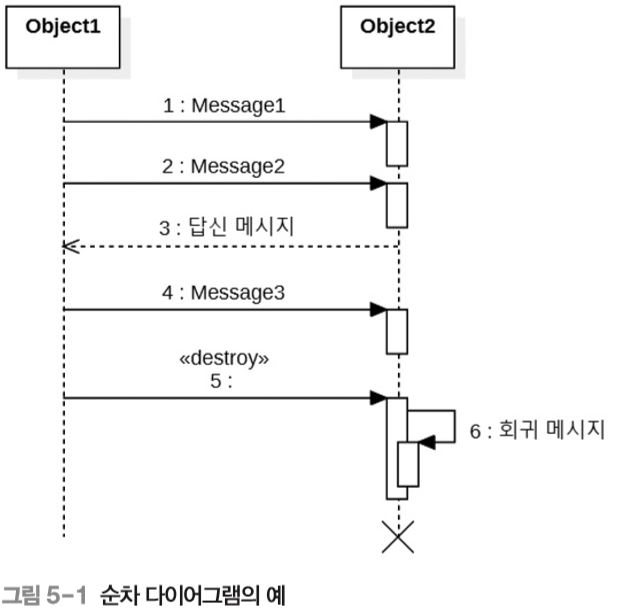 Object1
Object2
1 : Message1
2 : Message2
3 : 답신 메시지
4 : Message3
«destroy»
5 :
6 : 회귀 메시지
그림 5-1 순차 다이어그램의 예